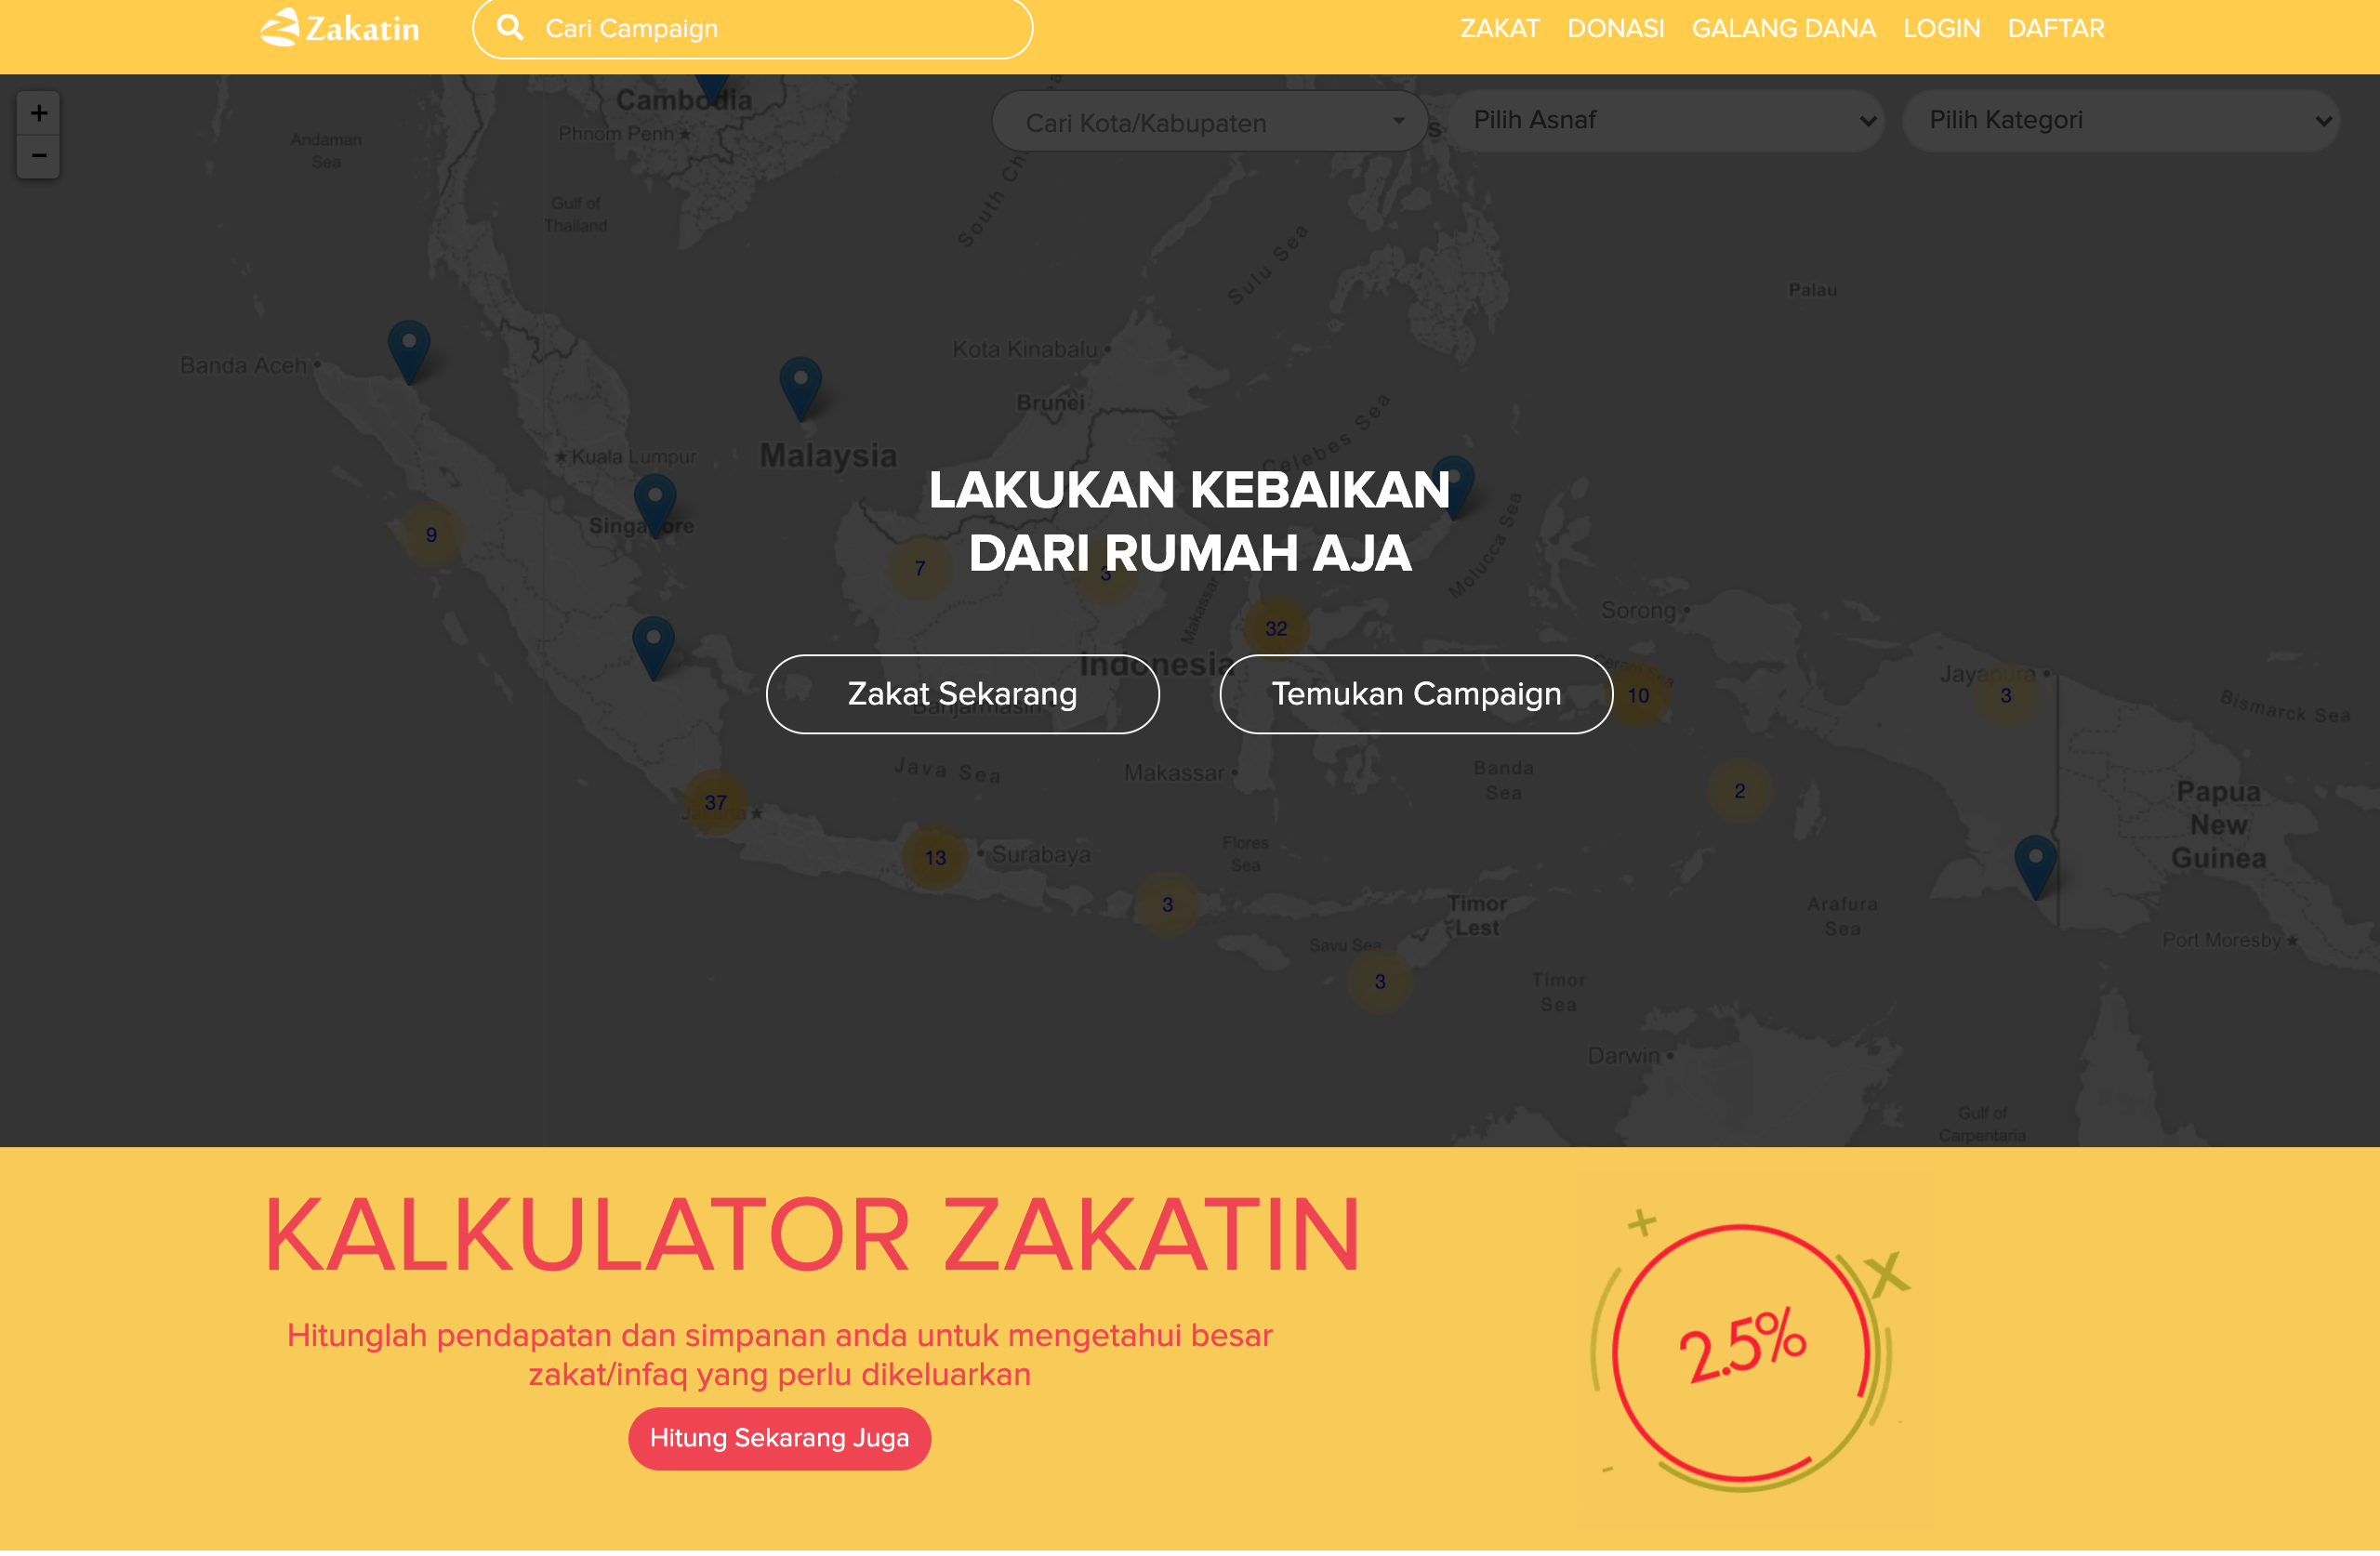 Zakatin
Cari Campaign
ZAKAT
DONASI
GALANG DANA
LOGIN
DAFTAR
+
−
Cari Kota/Kabupaten
Pilih Asnaf
Pilih Kategori
Cambodia
Phnom Penh
Andaman
Sea
Gulf of
Thailand
Sulu Sea
Palau
Banda Aceh
Kota Kinabalu
Brunei
Kuala Lumpur
Malaysia
Celebes Sea
LAKUKAN KEBAIKAN
DARI RUMAH AJA
9
7
3
Molucca Sea
Makassar
32
Sorong
Indonesia
Zakat Sekarang
Temukan Campaign
Banjarmasin
10
Jayapura
3
Bismarck Sea
Java Sea
Makassar
Banda
Sea
2
Papua
New
Guinea
37
13
Surabaya
Flores
Sea
3
Timor
Lest
Arafura
Sea
Savu Sea
Port Moresby
3
Timor
Sea
Darwin
Gulf of
Carpentaria
KALKULATOR ZAKATIN
Hitunglah pendapatan dan simpanan anda untuk mengetahui besar
zakat/infaq yang perlu dikeluarkan
Hitung Sekarang Juga
+
x
2.5%
-